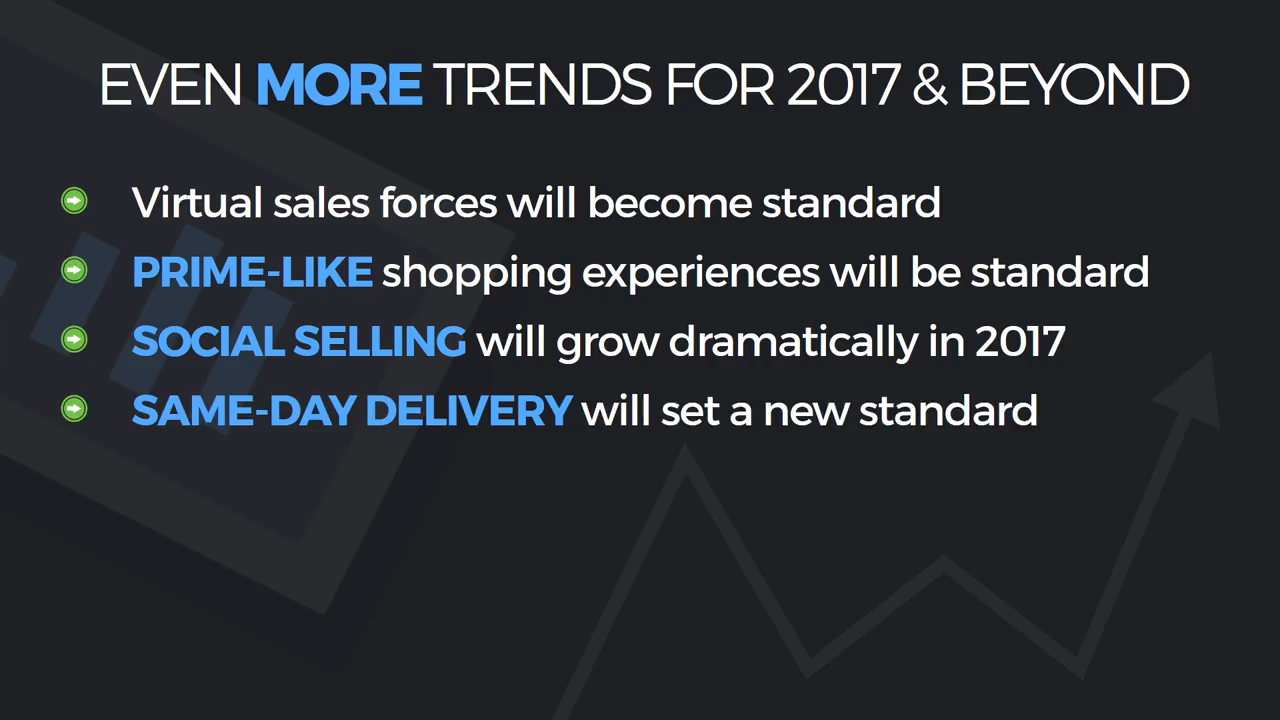 EVEN MORE TRENDS FOR 2017 & BEYOND
Virtual sales forces will become standard
PRIME-LIKE shopping experiences will be standard
SOCIAL SELLING will grow dramatically in 2017
SAME-DAY DELIVERY will set a new standard